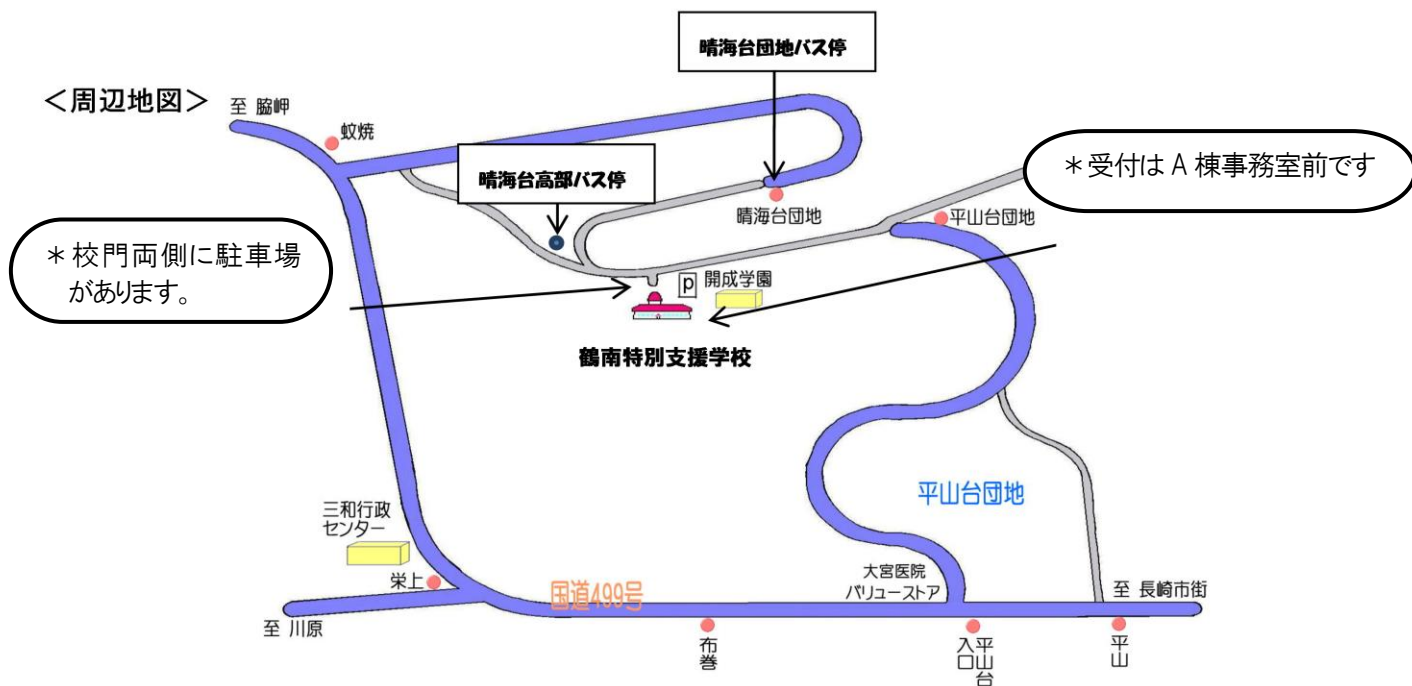 晴海台団地バス停
＜周辺地図＞
至 脇岬
蚊焼
晴海台高部バス停
＊受付は A 棟事務室前です
晴海台団地
平山台団地
＊校門両側に駐車場
があります。
p
開成学園
鶴南特別支援学校
平山台団地
三和行政
センター
栄上
大宮医院
バリューストア
国道499号
至 長崎市街
至 川原
布巻
平山台
入口
平山